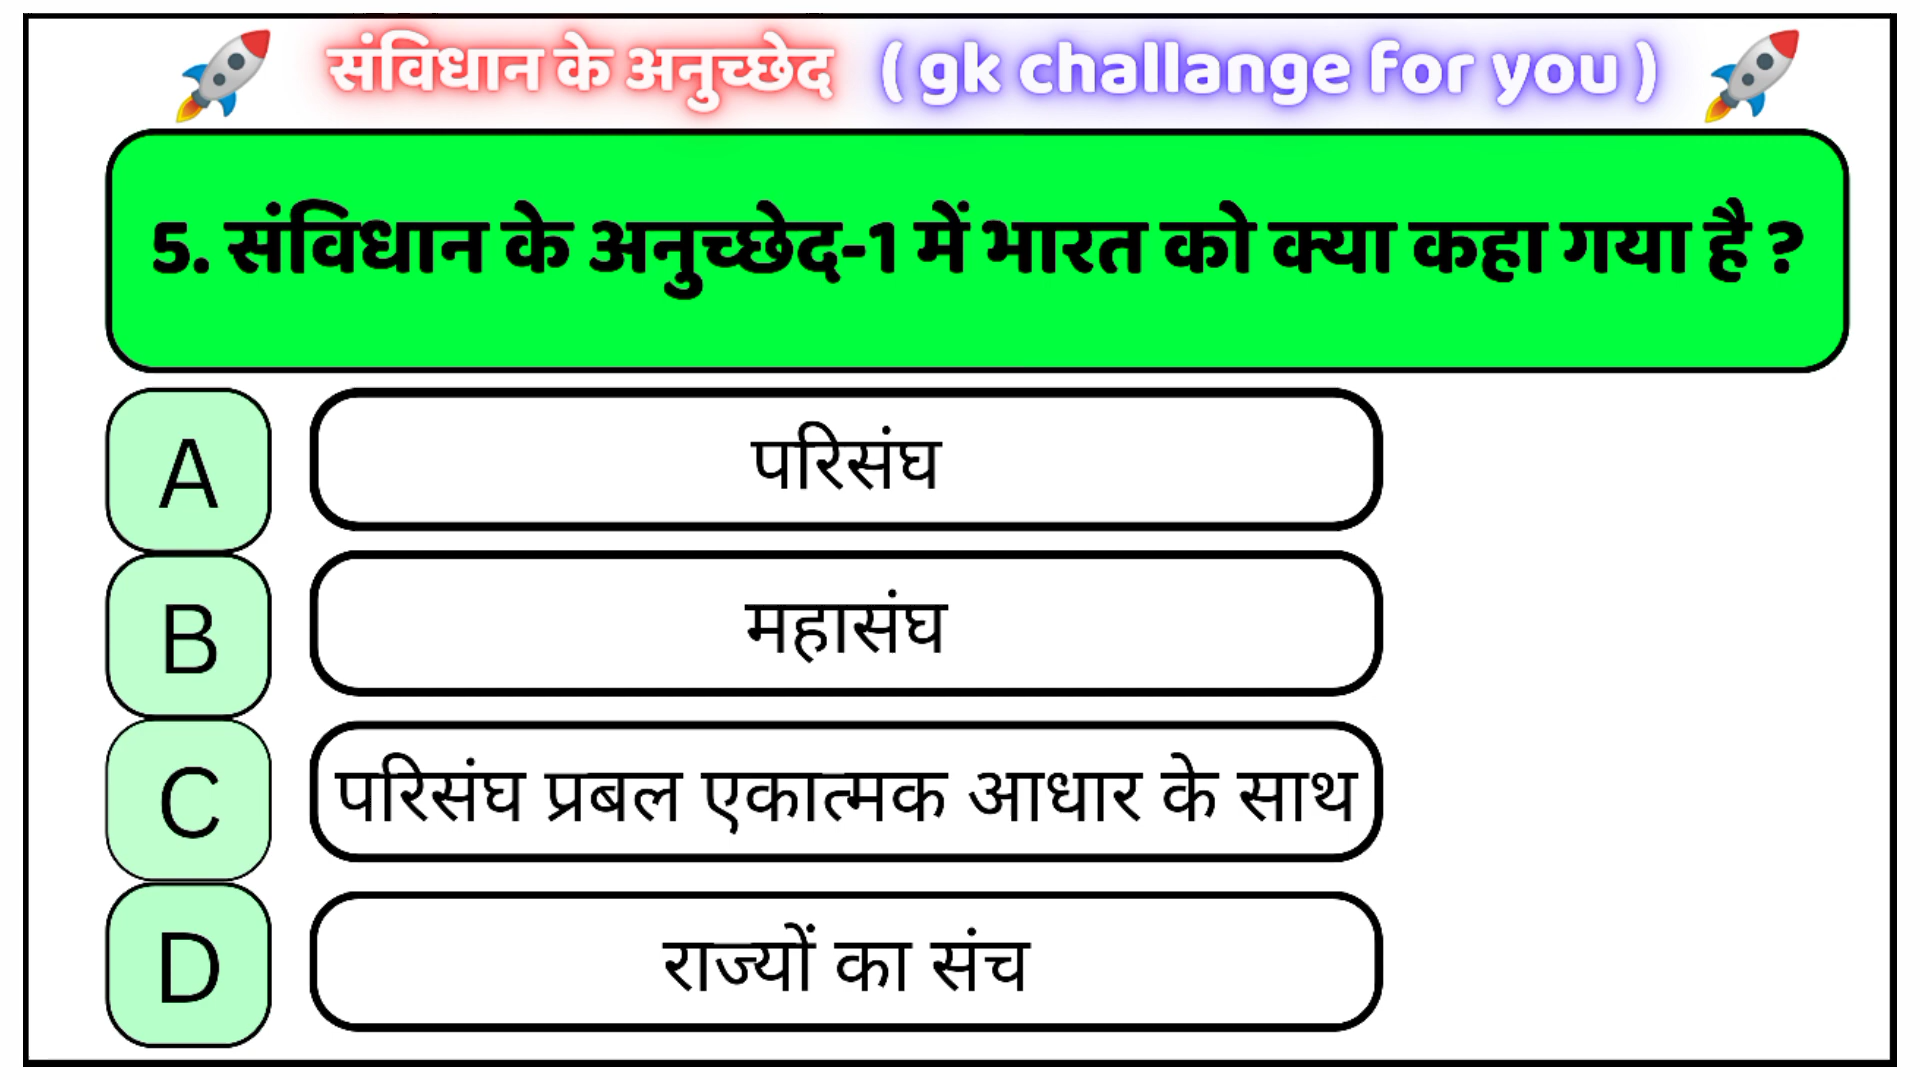 संविधान के अनुच्छेद ( gk challange for you )
5. संविधान के अनुच्छेद-1 में भारत को क्या कहा गया है ?
A परिसंघ
B महासंघ
C परिसंघ प्रबल एकात्मक आधार के साथ
D राज्यों का संच